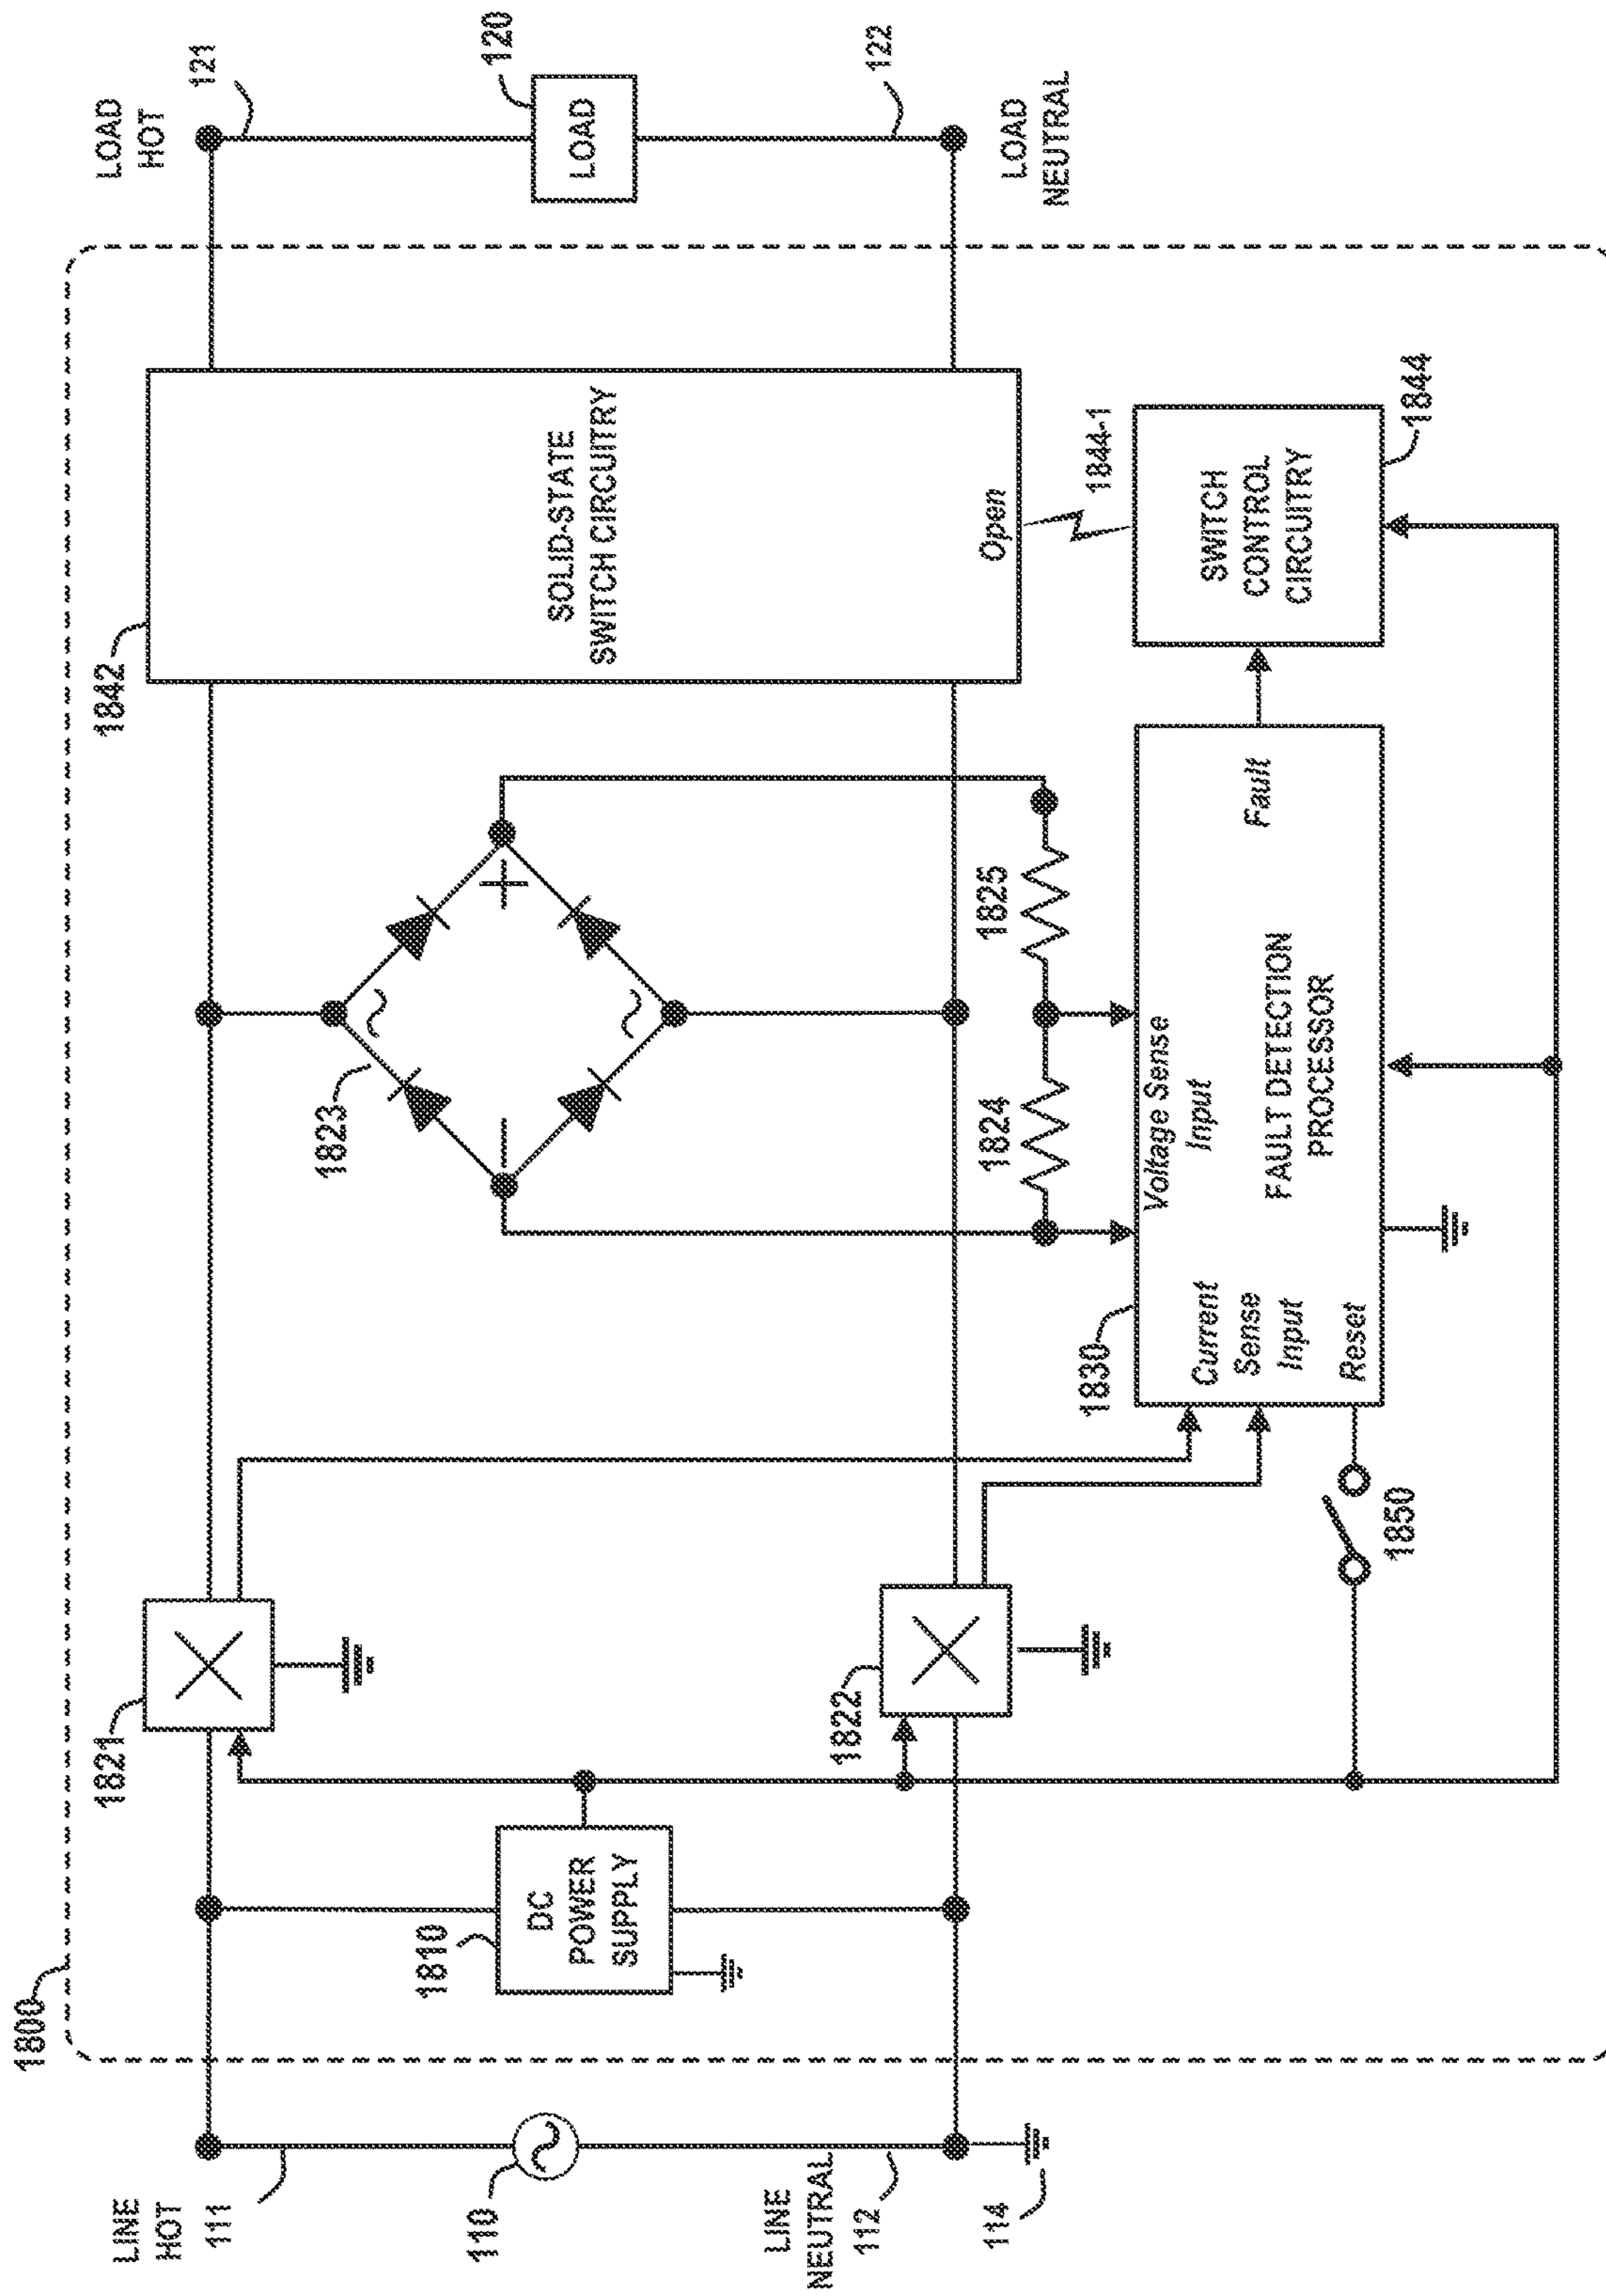 1800
LINE
HOT
111
110
LINE
NEUTRAL
112
114
1810
DC
POWER
SUPPLY
1821
1822
1823
1842
SOLID-STATE
SWITCH CIRCUITRY
Open
1844-1
LOAD
HOT
121
120
LOAD
122
LOAD
NEUTRAL
1824
1825
1830
Voltage Sense
Input
Current
Sense
Input
Reset
FAULT DETECTION
PROCESSOR
Fault
SWITCH
CONTROL
CIRCUITRY
1844
1850